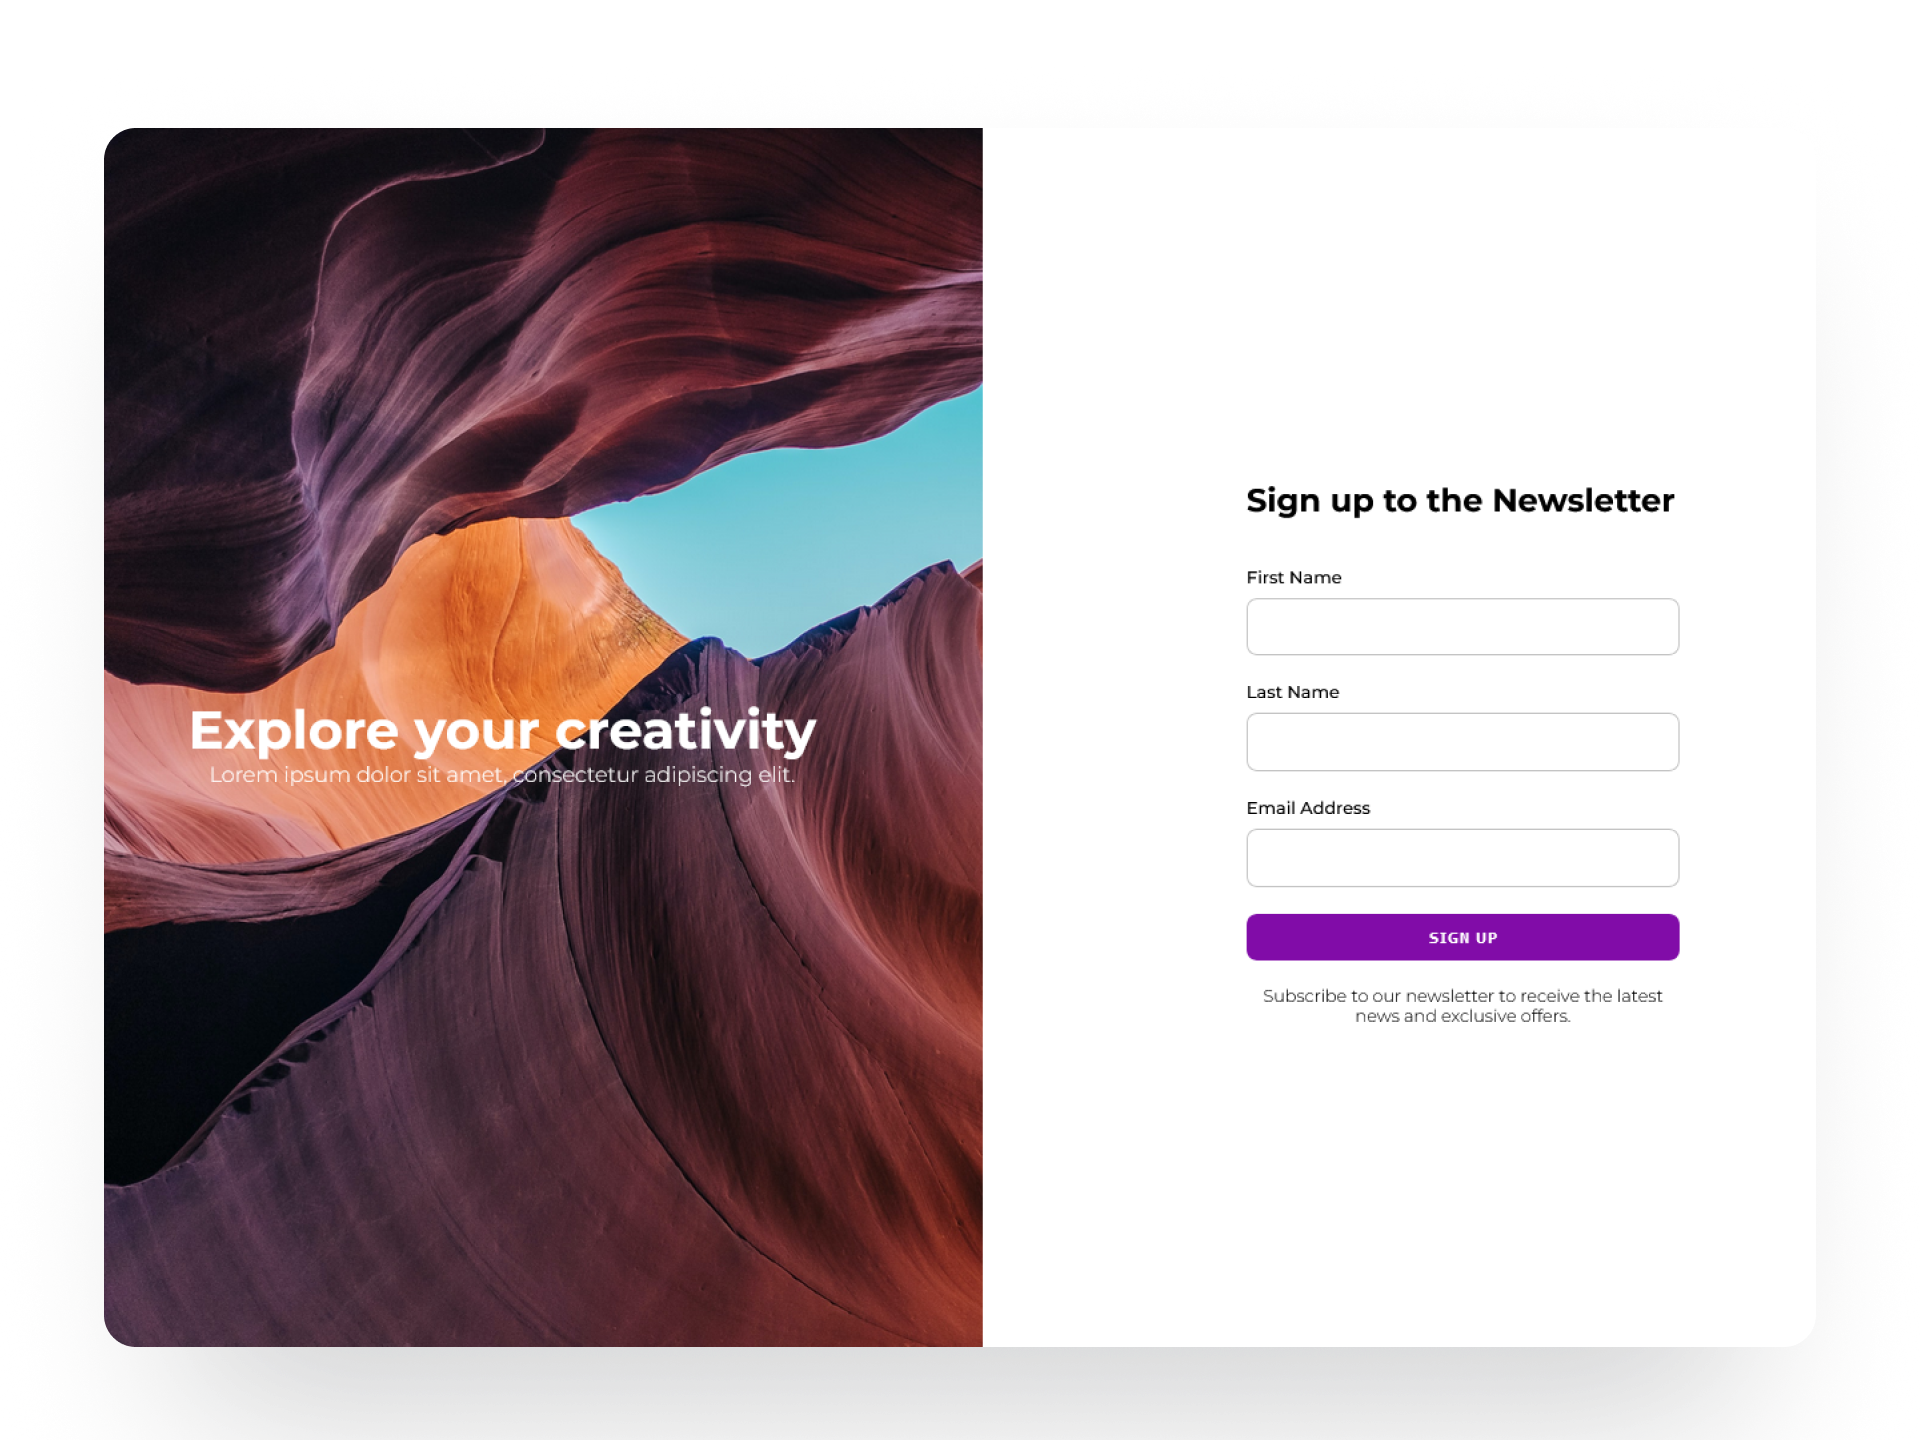 Explore your creativity
Lorem ipsum dolor sit amet, consectetur adipiscing elit.
Sign up to the Newsletter
First Name
Last Name
Email Address
SIGN UP
Subscribe to our newsletter to receive the latest
news and exclusive offers.